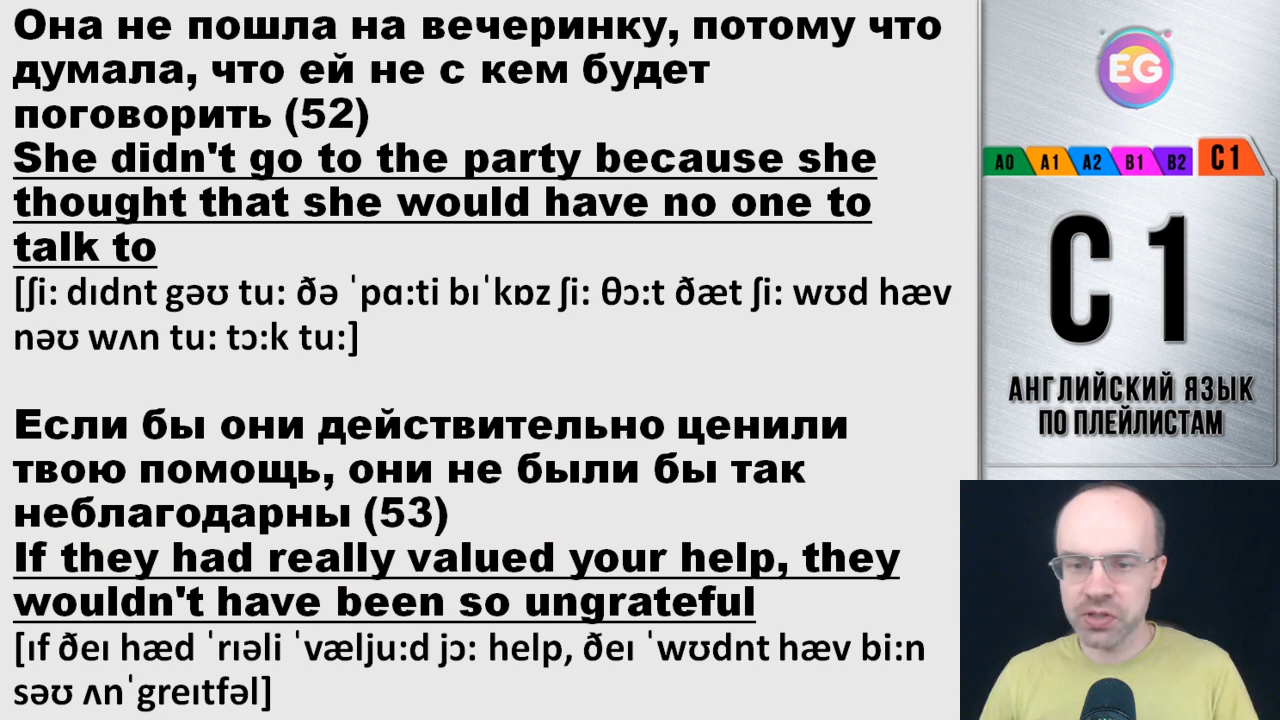 Она не пошла на вечеринку, потому что
думала, что ей не с кем будет
поговорить (52)
She didn't go to the party because she
thought that she would have no one to
talk to
[ʃi: dɪdnt gəʊ tu: ðə ˈpɑ:ti bɪˈkɒz ʃi: θɔ:t ðæt ʃi: wʊd hæv
nəʊ wʌn tu: tɔ:k tu:]
Если бы они действительно ценили
твою помощь, они не были бы так
неблагодарны (53)
If they had really valued your help, they
wouldn't have been so ungrateful
[ɪf ðeɪ hæd ˈrɪəli ˈvælju:d jɔ: help, ðeɪ ˈwʊdnt hæv bi:n
səʊ ʌnˈgreɪtfəl]
EG
A0 A1 A2 B1 B2 C1
C1
АНГЛИЙСКИЙ ЯЗЫК
ПО ПЛЕЙЛИСТАМ